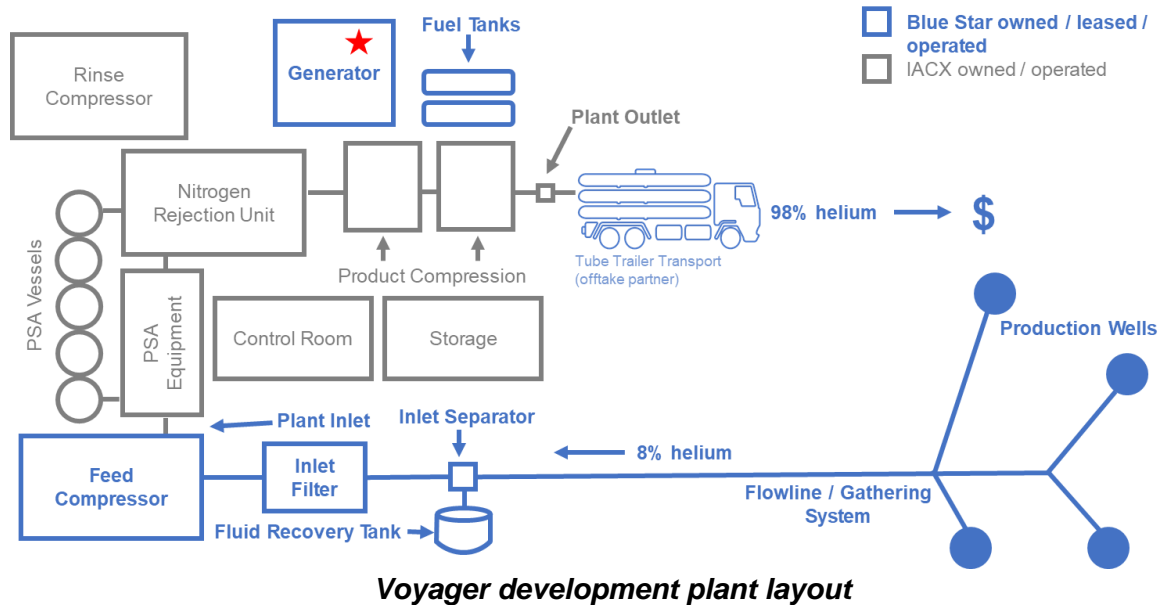 Blue Star owned / leased /
operated
IACX owned / operated
Rinse
Compressor
Generator
Fuel Tanks
Plant Outlet
Nitrogen
Rejection Unit
98% helium
$
Tube Trailer Transport
(offtake partner)
Product Compression
PSA Vessels
PSA
Equipment
Control Room
Storage
Production Wells
Plant Inlet
Inlet Separator
8% helium
Feed
Compressor
Inlet
Filter
Flowline / Gathering
System
Fluid Recovery Tank
Voyager development plant layout